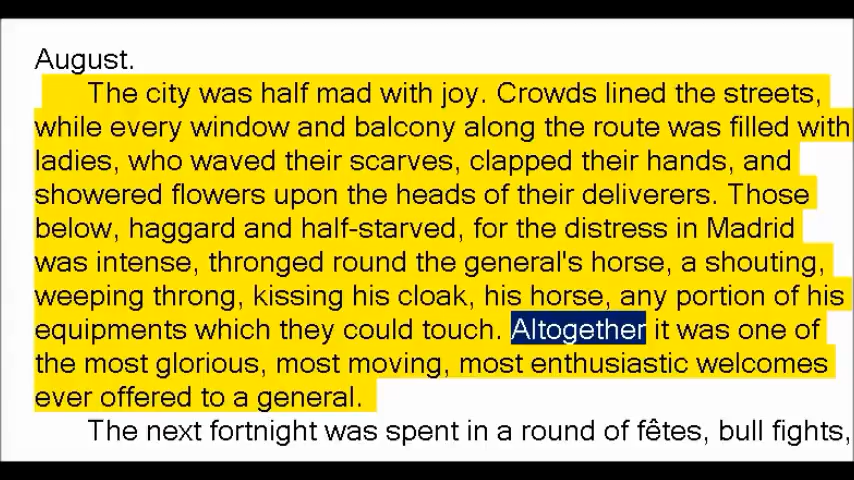 August.
The city was half mad with joy. Crowds lined the streets,
while every window and balcony along the route was filled with
ladies, who waved their scarves, clapped their hands, and
showered flowers upon the heads of their deliverers. Those
below, haggard and half-starved, for the distress in Madrid
was intense, thronged round the general's horse, a shouting,
weeping throng, kissing his cloak, his horse, any portion of his
equipments which they could touch. Altogether it was one of
the most glorious, most moving, most enthusiastic welcomes
ever offered to a general.
The next fortnight was spent in a round of fêtes, bull fights,